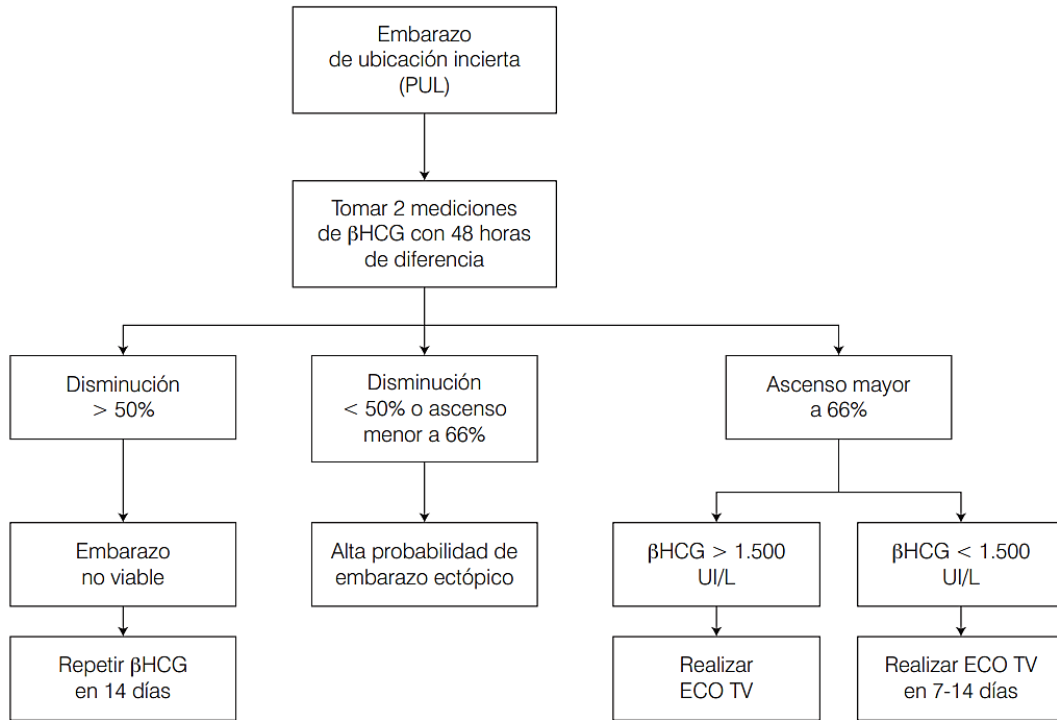 Embarazo
de ubicación incierta
(PUL)
Tomar 2 mediciones
de βHCG con 48 horas
de diferencia
Disminución
> 50%
Disminución
< 50% o ascenso
menor a 66%
Ascenso mayor
a 66%
Embarazo
no viable
Alta probabilidad de
embarazo ectópico
βHCG > 1.500
UI/L
βHCG < 1.500
UI/L
Repetir βHCG
en 14 días
Realizar
ECO TV
Realizar ECO TV
en 7-14 días